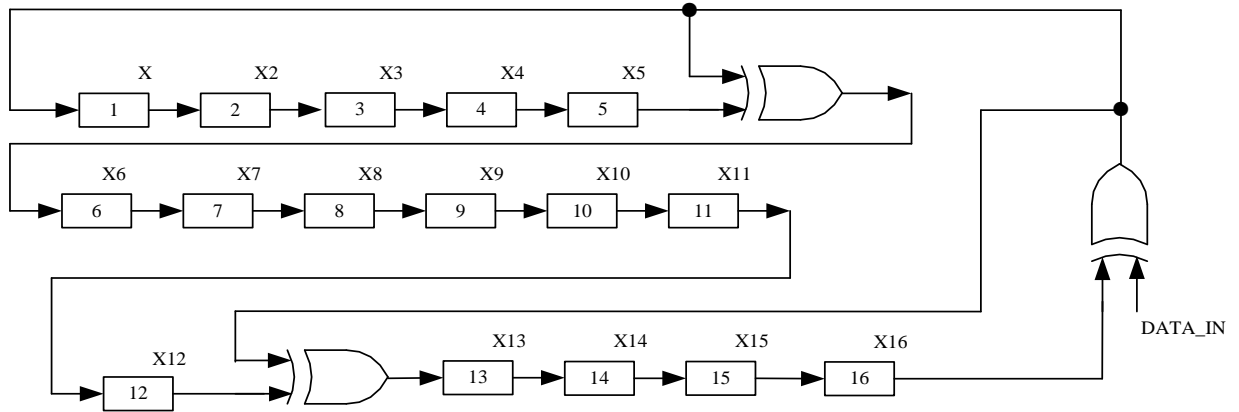 X X2 X3 X4 X5
1 2 3 4 5
X6 X7 X8 X9 X10 X11
6 7 8 9 10 11
DATA_IN
X12 X13 X14 X15 X16
12 13 14 15 16